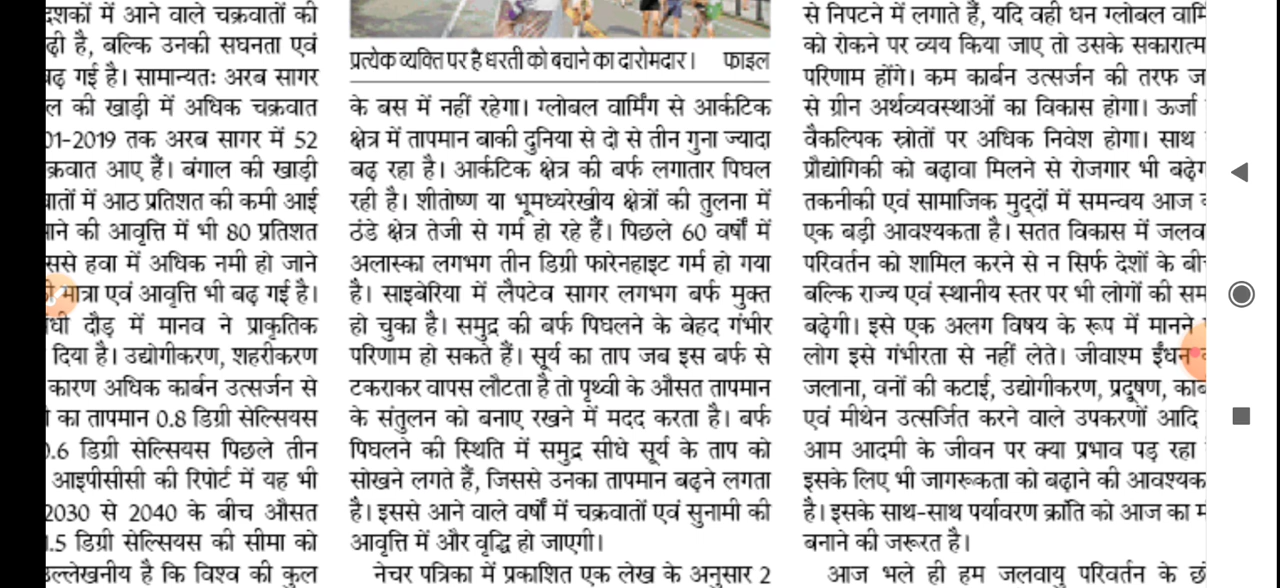 दशकों में आने वाले चक्रवातों की
ढ़ी है, बल्कि उनकी सघनता एवं
बढ़ गई है। सामान्यतः अरब सागर
ल की खाड़ी में अधिक चक्रवात
01-2019 तक अरब सागर में 52
क्रवात आए हैं। बंगाल की खाड़ी
वातों में आठ प्रतिशत की कमी आई
माने की आवृत्ति में भी 80 प्रतिशत
ससे हवा में अधिक नमी हो जाने
मात्रा एवं आवृत्ति भी बढ़ गई है।
धी दौड़ में मानव ने प्राकृतिक
दिया है। उद्योगीकरण, शहरीकरण
कारण अधिक कार्बन उत्सर्जन से
का तापमान 0.8 डिग्री सेल्सियस
.6 डिग्री सेल्सियस पिछले तीन
आइपीसीसी की रिपोर्ट में यह भी
2030 से 2040 के बीच औसत
.5 डिग्री सेल्सियस की सीमा को
उल्लेखनीय है कि विश्व की कुल
प्रत्येक व्यक्ति पर है धरती को बचाने का दारोमदार। फाइल
के बस में नहीं रहेगा। ग्लोबल वार्मिंग से आर्कटिक
क्षेत्र में तापमान बाकी दुनिया से दो से तीन गुना ज्यादा
बढ़ रहा है। आर्कटिक क्षेत्र की बर्फ लगातार पिघल
रही है। शीतोष्ण या भूमध्यरेखीय क्षेत्रों की तुलना में
ठंडे क्षेत्र तेजी से गर्म हो रहे हैं। पिछले 60 वर्षों में
अलास्का लगभग तीन डिग्री फारेनहाइट गर्म हो गया
है। साइबेरिया में लैपटेव सागर लगभग बर्फ मुक्त
हो चुका है। समुद्र की बर्फ पिघलने के बेहद गंभीर
परिणाम हो सकते हैं। सूर्य का ताप जब इस बर्फ से
टकराकर वापस लौटता है तो पृथ्वी के औसत तापमान
के संतुलन को बनाए रखने में मदद करता है। बर्फ
पिघलने की स्थिति में समुद्र सीधे सूर्य के ताप को
सोखने लगते हैं, जिससे उनका तापमान बढ़ने लगता
है। इससे आने वाले वर्षों में चक्रवातों एवं सुनामी की
आवृत्ति में और वृद्धि हो जाएगी।
नेचर पत्रिका में प्रकाशित एक लेख के अनुसार 2
से निपटने में लगाते हैं, यदि वही धन ग्लोबल वार्मि
को रोकने पर व्यय किया जाए तो उसके सकारात्म
परिणाम होंगे। कम कार्बन उत्सर्जन की तरफ ज
से ग्रीन अर्थव्यवस्थाओं का विकास होगा। ऊर्जा
वैकल्पिक स्रोतों पर अधिक निवेश होगा। साथ
प्रौद्योगिकी को बढ़ावा मिलने से रोजगार भी बढ़ेग
तकनीकी एवं सामाजिक मुद्दों में समन्वय आज
एक बड़ी आवश्यकता है। सतत विकास में जलव
परिवर्तन को शामिल करने से न सिर्फ देशों के बी
बल्कि राज्य एवं स्थानीय स्तर पर भी लोगों की सम
बढ़ेगी। इसे एक अलग विषय के रूप में मानने
लोग इसे गंभीरता से नहीं लेते। जीवाश्म ईंधन
जलाना, वनों की कटाई, उद्योगीकरण, प्रदूषण, कार्ब
एवं मीथेन उत्सर्जित करने वाले उपकरणों आदि
आम आदमी के जीवन पर क्या प्रभाव पड़ रहा
इसके लिए भी जागरूकता को बढ़ाने की आवश्यक
है। इसके साथ-साथ पर्यावरण क्रांति को आज का म
बनाने की जरूरत है।
आज भले ही हम जलवायु परिवर्तन के छ